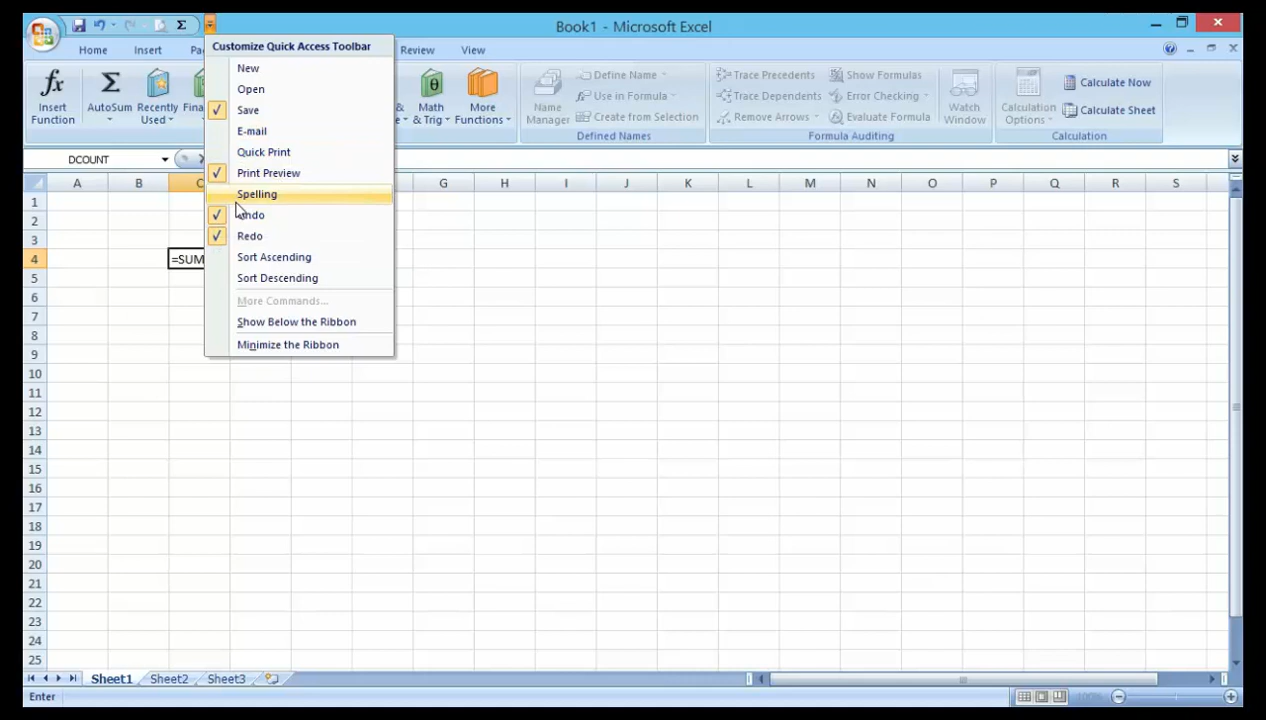 Σ
Book1 - Microsoft Excel
Home Insert Review View
Customize Quick Access Toolbar
New
Open
Save
E-mail
Quick Print
Print Preview
Spelling
Undo
Redo
Sort Ascending
Sort Descending
More Commands...
Show Below the Ribbon
Minimize the Ribbon
fx Insert Function
Σ AutoSum
Recently Used
θ Math & Trig
More Functions
Name Manager
Define Name
Use in Formula
Create from Selection
Defined Names
Trace Precedents
Trace Dependents
Remove Arrows
Show Formulas
Error Checking
Evaluate Formula
Formula Auditing
Watch Window
Calculation Options
Calculate Now
Calculate Sheet
Calculation
DCOUNT
A B C G H I J K L M N O P Q R S
1
2
3
4 =SUM
5
6
7
8
9
10
11
12
13
14
15
16
17
18
19
20
21
22
23
24
25
Sheet1 Sheet2 Sheet3
Enter 100%